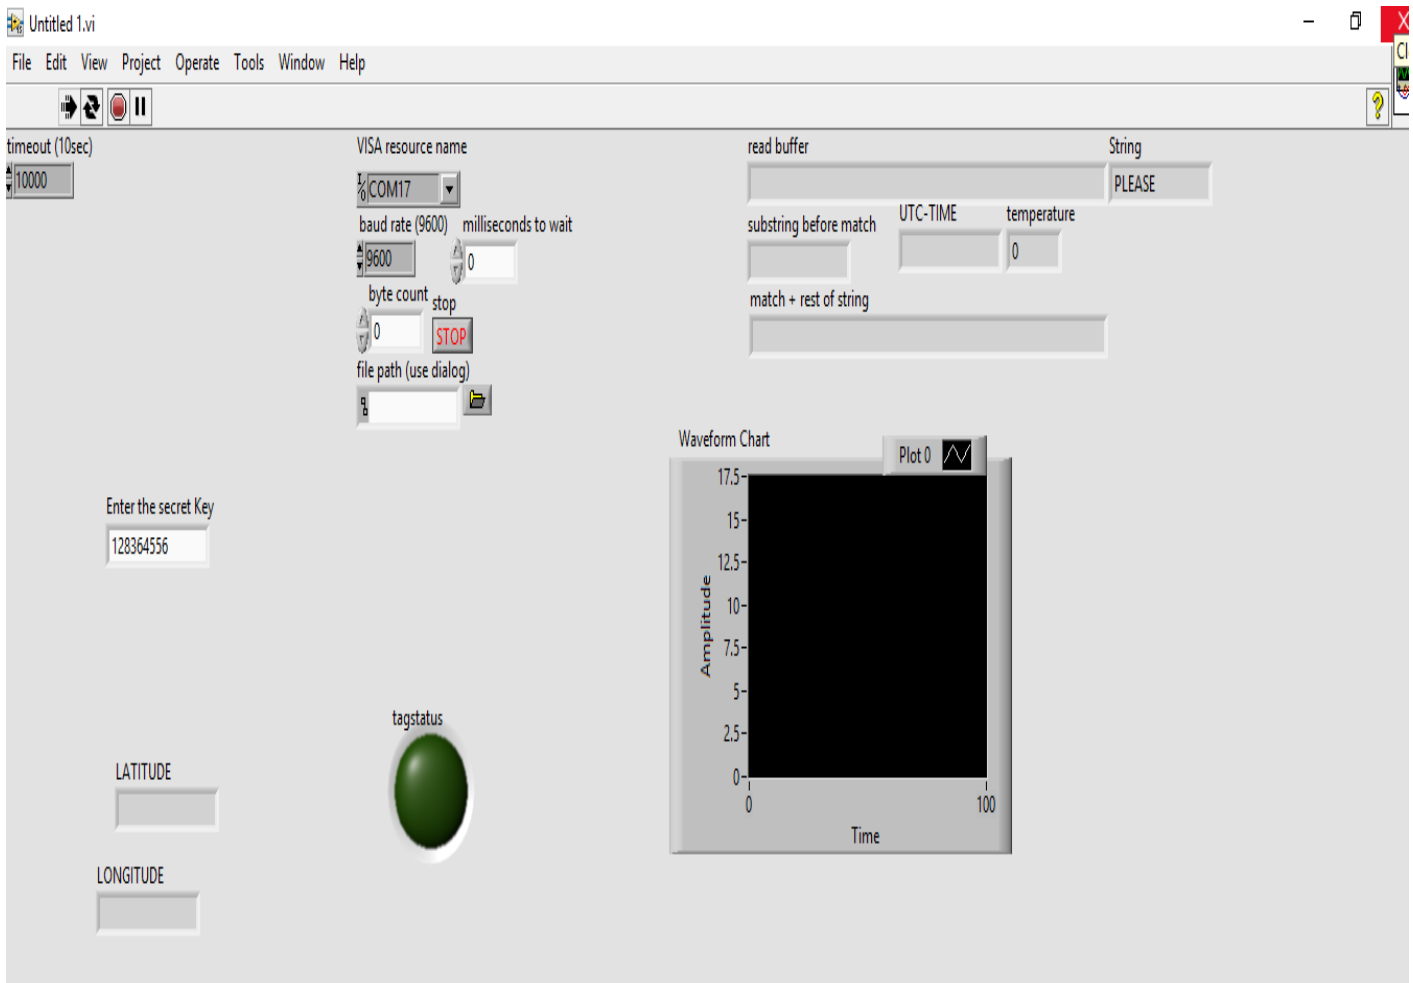 Untitled 1.vi
File Edit View Project Operate Tools Window Help
Cl
timeout (10sec)
10000
VISA resource name
COM17
baud rate (9600)
9600
milliseconds to wait
0
byte count
0
stop
STOP
file path (use dialog)
read buffer
String
PLEASE
substring before match
UTC-TIME
temperature
0
match + rest of string
Enter the secret Key
128364556
Waveform Chart
Plot 0
17.5
15
12.5
10
7.5
5
2.5
0
Amplitude
0
100
Time
tagstatus
LATITUDE
LONGITUDE